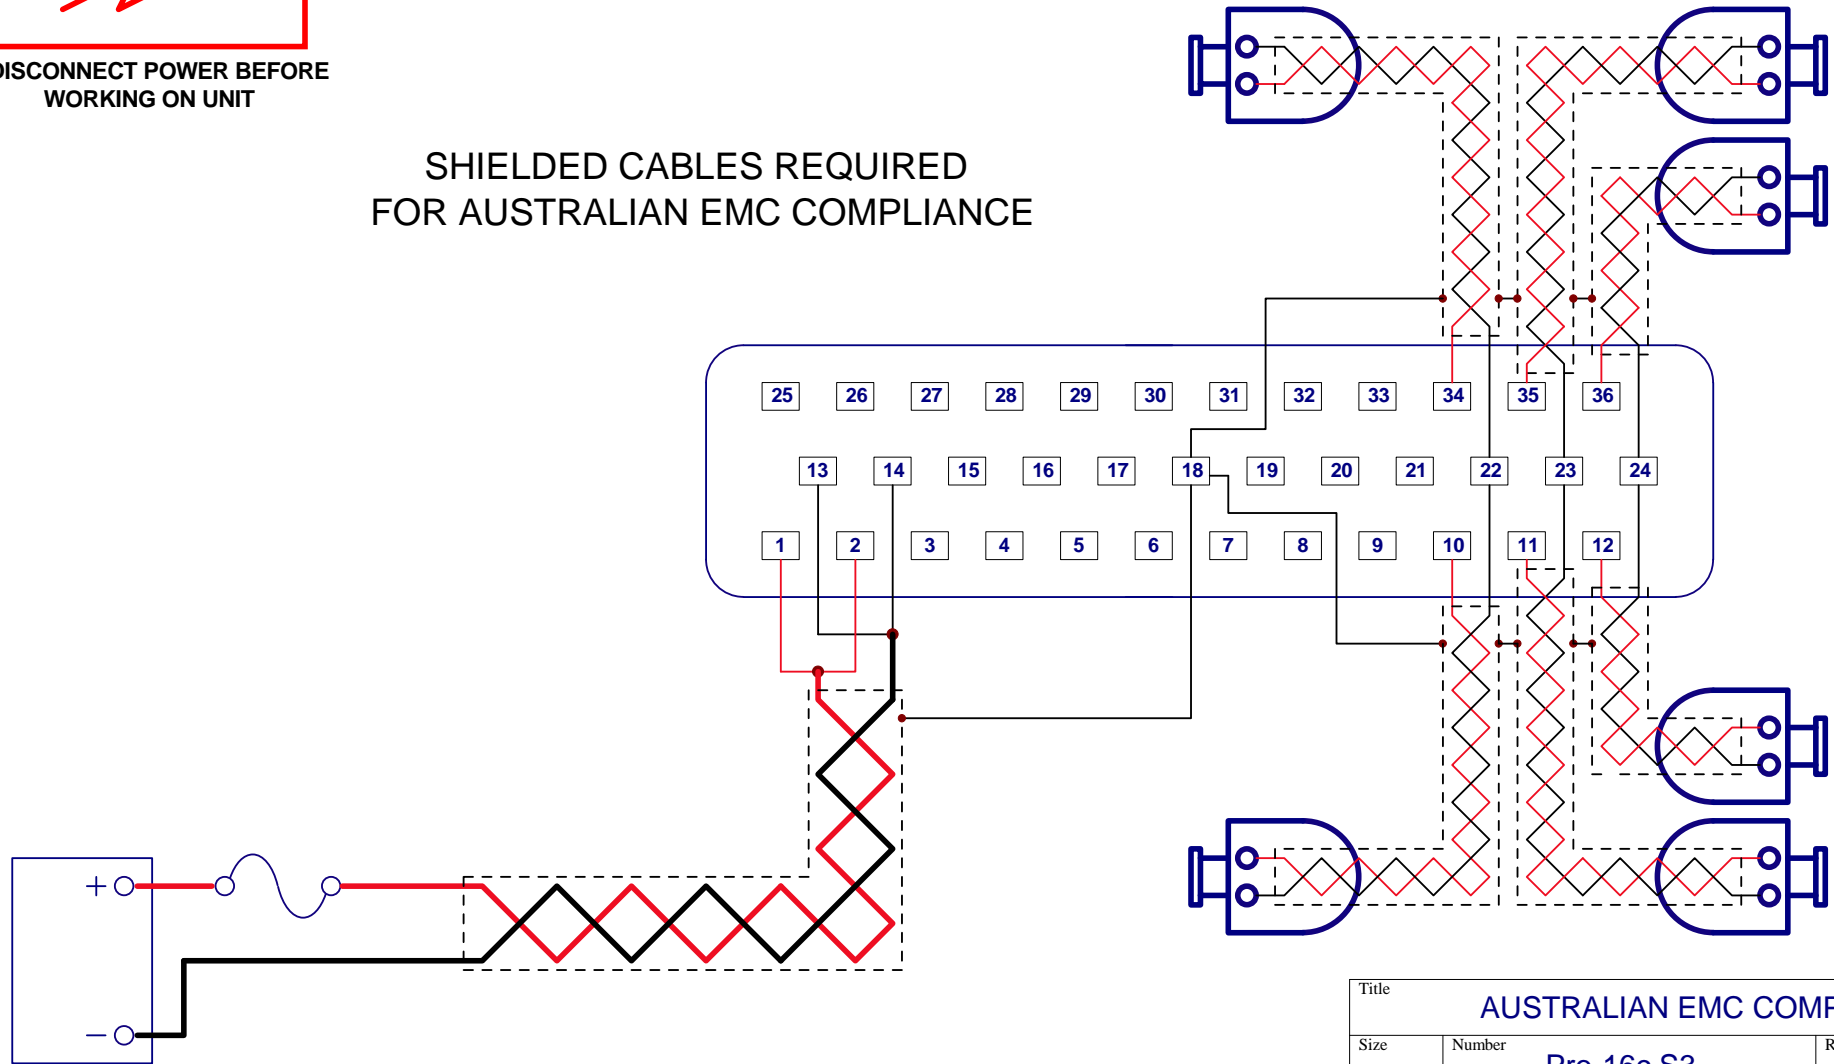 DISCONNECT POWER BEFORE
WORKING ON UNIT
SHIELDED CABLES REQUIRED
FOR AUSTRALIAN EMC COMPLIANCE
25 26 27 28 29 30 31 32 33 34 35 36
13 14 15 16 17 18 19 20 21 22 23 24
1 2 3 4 5 6 7 8 9 10 11 12
+
−
Title
AUSTRALIAN EMC COMP
Size Number R